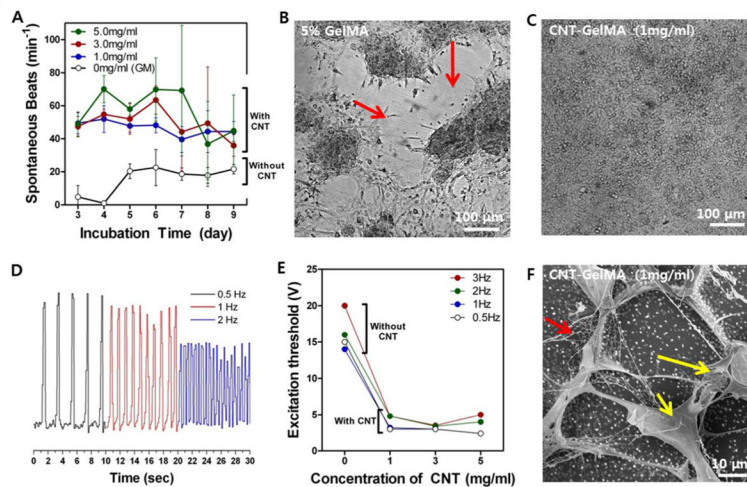 A
5.0mg/ml
3.0mg/ml
1.0mg/ml
0mg/ml (GM)
Spontaneous Beats (min-1)
100
80
60
40
20
0
With
CNT
Without
CNT
3 4 5 6 7 8 9
Incubation Time (day)
B
5% GelMA
100 µm
C
CNT-GelMA (1mg/ml)
100 µm
D
0.5 Hz
1 Hz
2 Hz
0 2 4 6 8 10 12 14 16 18 20 22 24 26 28 30
Time (sec)
E
Excitation threshold (V)
25
20
15
10
5
0
3Hz
2Hz
1Hz
0.5Hz
Without
CNT
With CNT
0 1 3 5
Concentration of CNT (mg/ml)
F
CNT-GelMA (1mg/ml)
10 µm